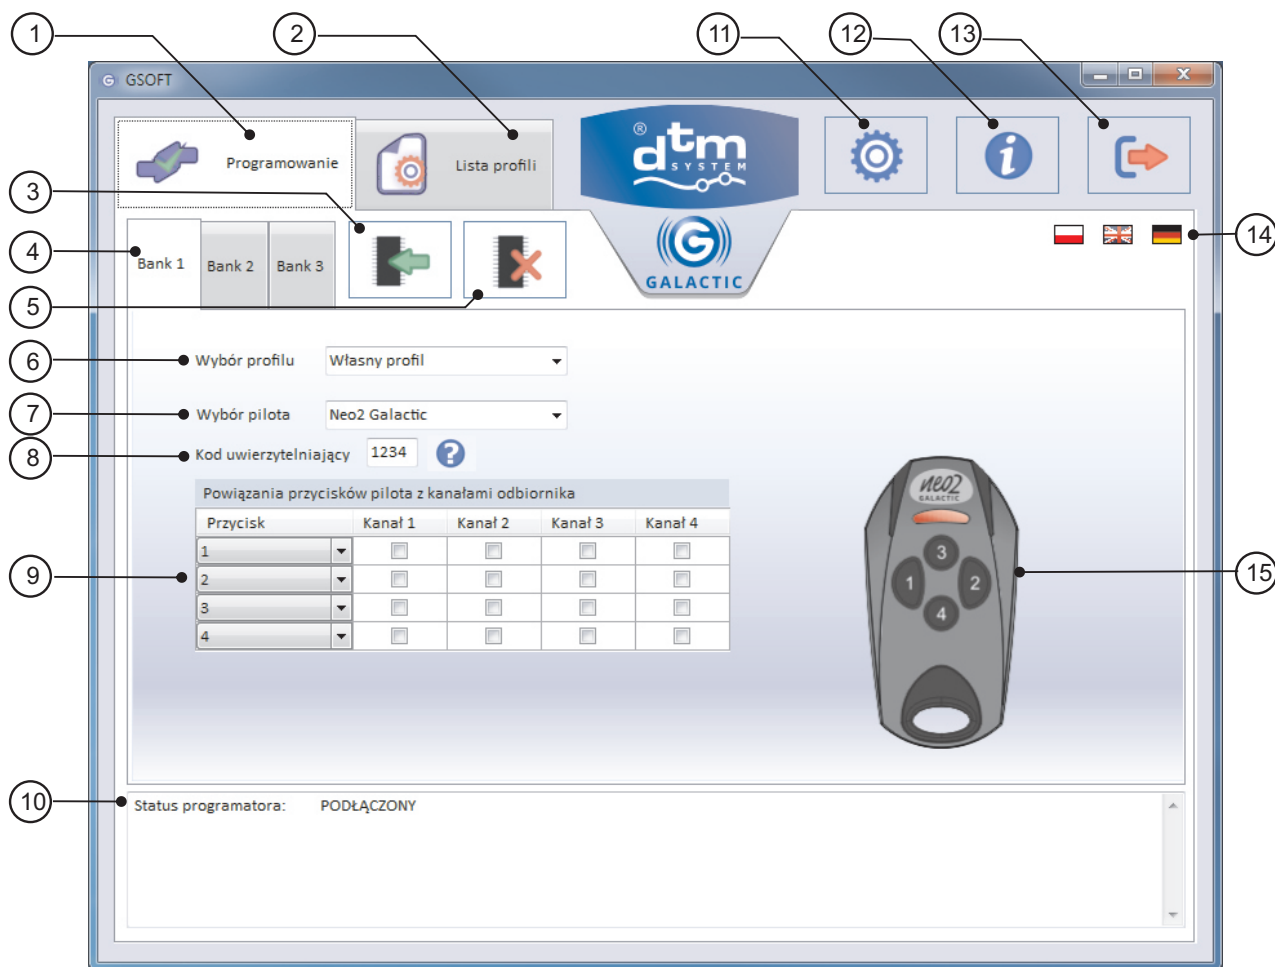 1
2
11
12
13
GSOFT
Programowanie
Lista profili
® dtm
SYSTEM
3
4
Bank 1
Bank 2
Bank 3
G
GALACTIC
14
5
6
Wybór profilu
Własny profil
7
Wybór pilota
Neo2 Galactic
8
Kod uwierzytelniający
1234
?
Powiązania przycisków pilota z kanałami odbiornika
Przycisk
Kanał 1
Kanał 2
Kanał 3
Kanał 4
9
1
2
3
4
neo2
GALACTIC
3
1
2
4
15
10
Status programatora:
PODŁĄCZONY